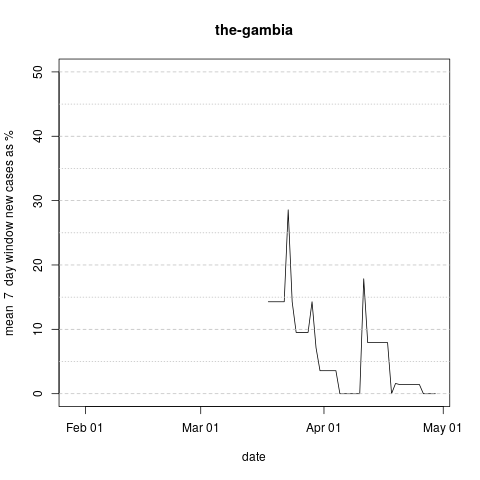 the-gambia
mean 7 day window new cases as %
50
40
30
20
10
0
Feb 01
Mar 01
Apr 01
May 01
date